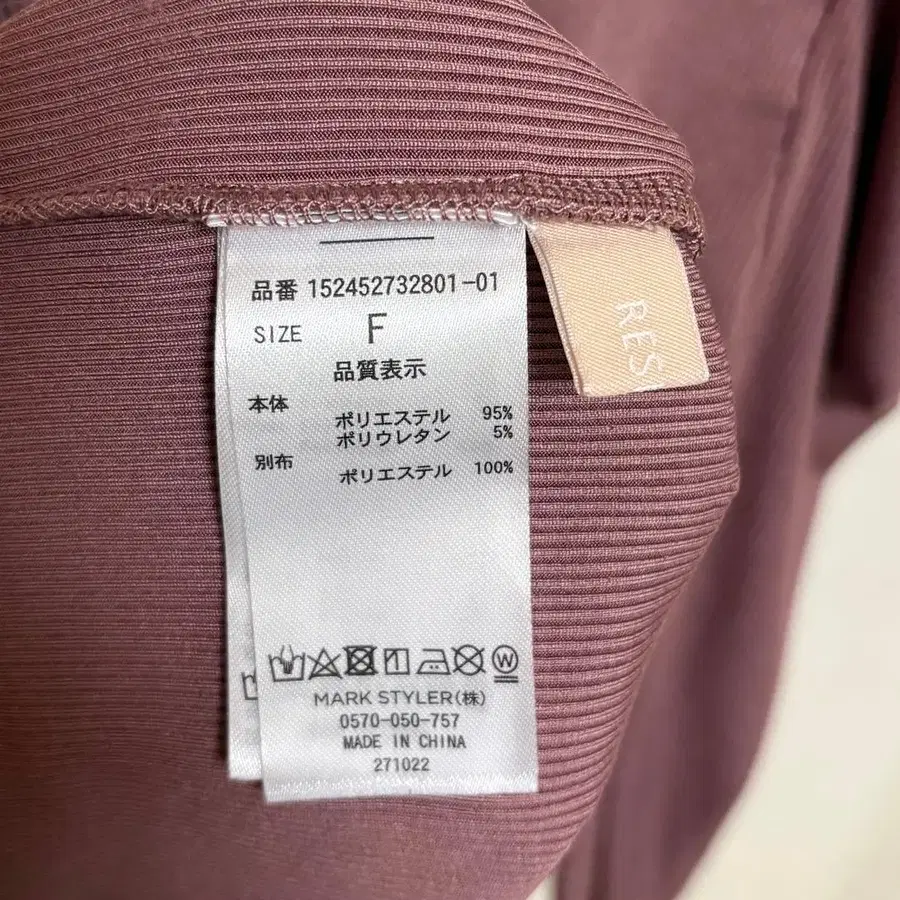 品番 152452732801-01
SIZE F
品質表示
本体 ポリエステル 95%
ポリウレタン 5%
別布 ポリエステル 100%
W
MARK STYLER(株)
0570-050-757
MADE IN CHINA
271022